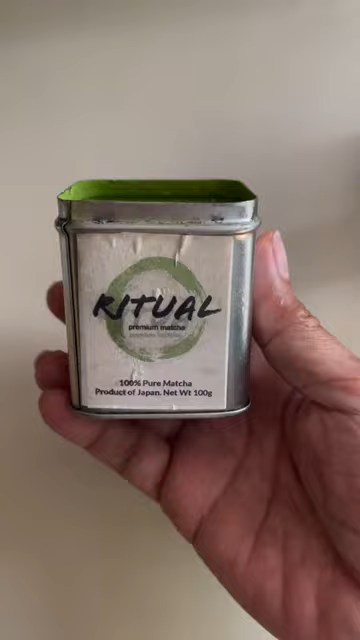 RITUAL
premium matcha
100% Pure Matcha
Product of Japan. Net Wt 100g